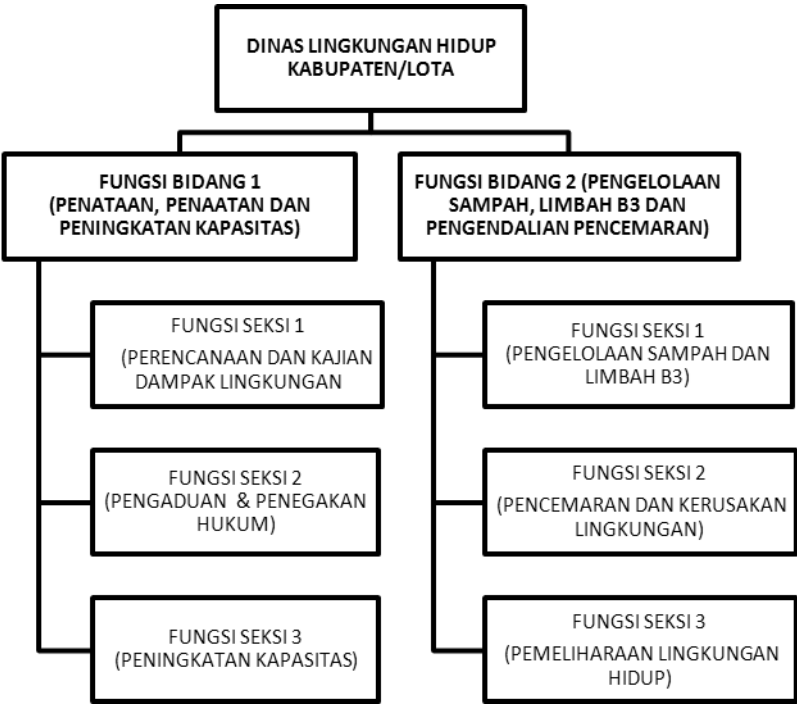 DINAS LINGKUNGAN HIDUP
KABUPATEN/LOTA
FUNGSI BIDANG 1
(PENATAAN, PENAATAN DAN
PENINGKATAN KAPASITAS)
FUNGSI SEKSI 1
(PERENCANAAN DAN KAJIAN
DAMPAK LINGKUNGAN
FUNGSI SEKSI 2
(PENGADUAN & PENEGAKAN
HUKUM)
FUNGSI SEKSI 3
(PENINGKATAN KAPASITAS)
FUNGSI BIDANG 2 (PENGELOLAAN
SAMPAH, LIMBAH B3 DAN
PENGENDALIAN PENCEMARAN)
FUNGSI SEKSI 1
(PENGELOLAAN SAMPAH DAN
LIMBAH B3)
FUNGSI SEKSI 2
(PENCEMARAN DAN KERUSAKAN
LINGKUNGAN)
FUNGSI SEKSI 3
(PEMELIHARAAN LINGKUNGAN
HIDUP)